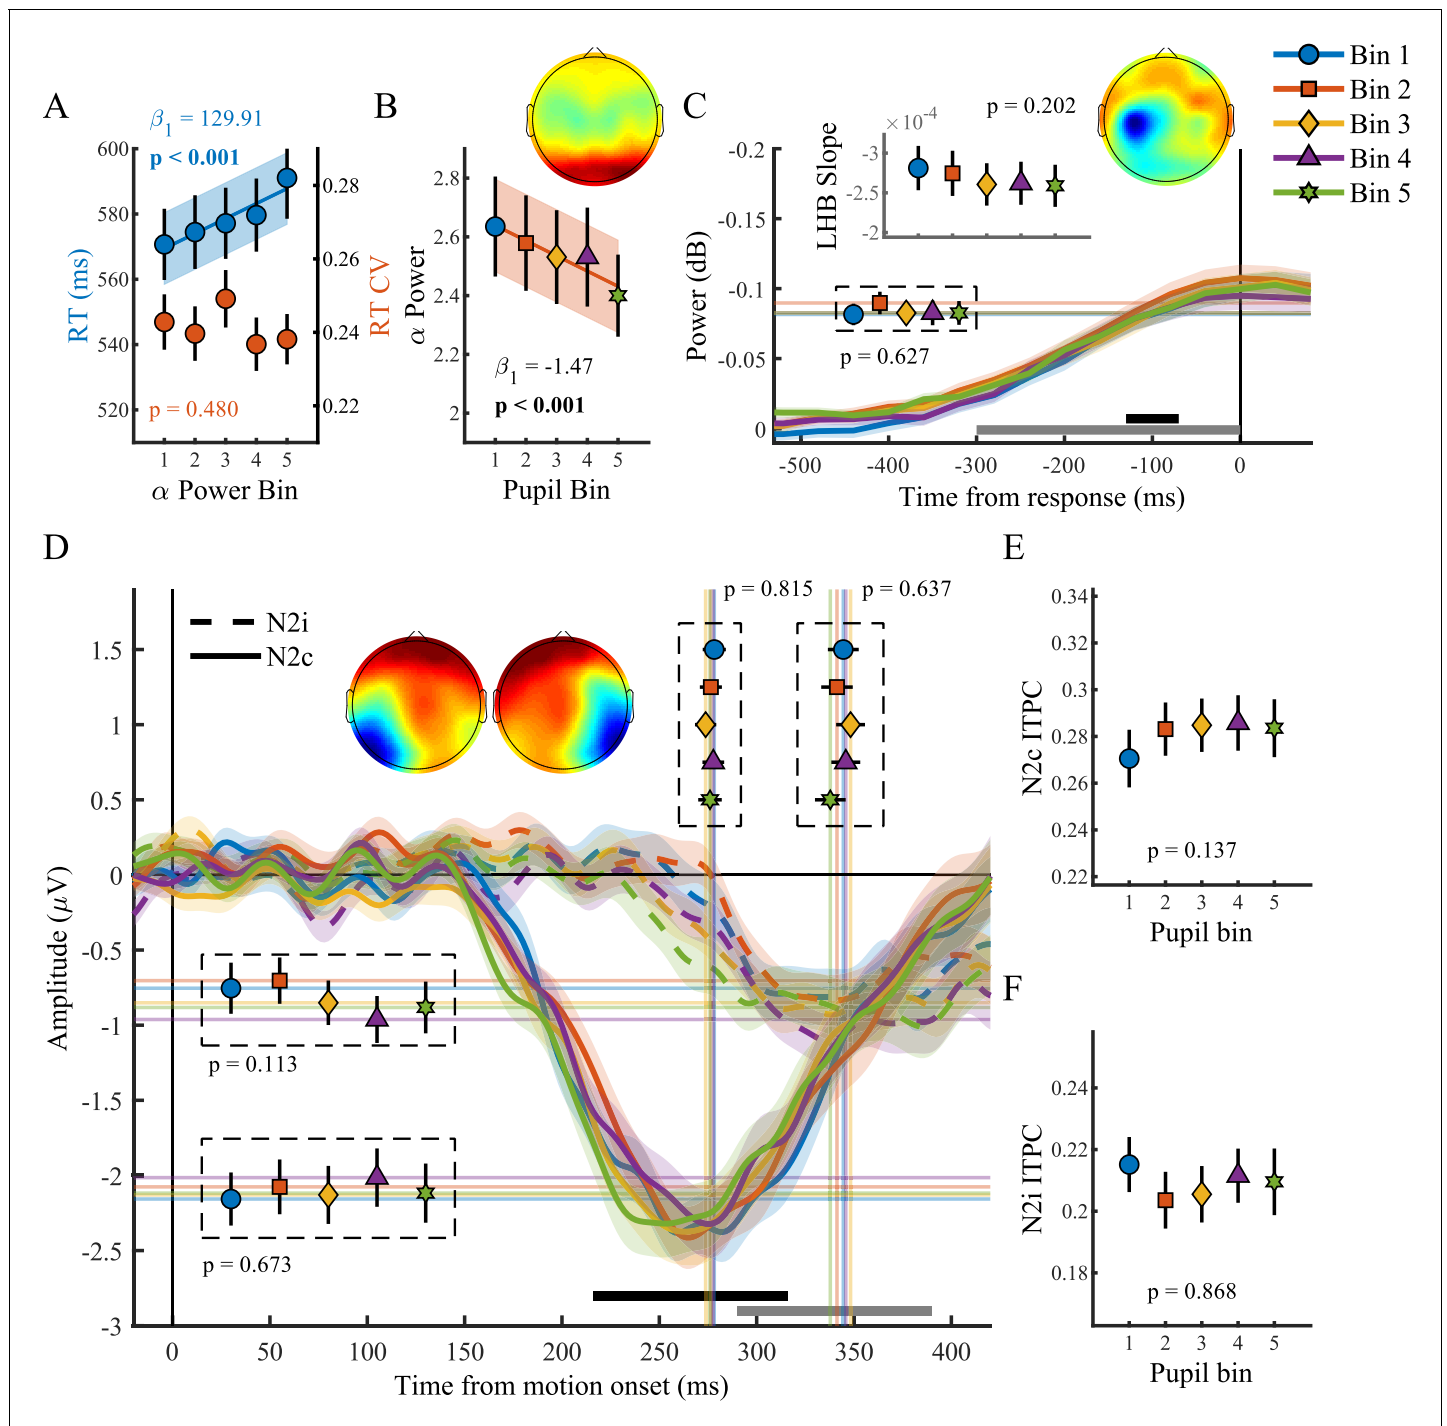 A
β1 = 129.91
p < 0.001
600
580
560
540
520
RT (ms)
0.28
0.26
0.24
0.22
RT CV
p = 0.480
1 2 3 4 5
α Power Bin
B
2.8
2.6
2.4
2.2
2
α Power
β1 = -1.47
p < 0.001
1 2 3 4 5
Pupil Bin
C
-0.2
-0.15
-0.1
-0.05
0
Power (dB)
×10-4
-3
-2.5
-2
LHB Slope
p = 0.202
p = 0.627
-500 -400 -300 -200 -100 0
Time from response (ms)
Bin 1
Bin 2
Bin 3
Bin 4
Bin 5
D
N2i
N2c
p = 0.815
p = 0.637
1.5
1
0.5
0
-0.5
-1
-1.5
-2
-2.5
-3
Amplitude (μV)
p = 0.113
p = 0.673
0 50 100 150 200 250 300 350 400
Time from motion onset (ms)
E
0.34
0.32
0.3
0.28
0.26
0.24
0.22
N2c ITPC
p = 0.137
1 2 3 4 5
Pupil bin
F
0.24
0.22
0.2
0.18
N2i ITPC
p = 0.868
1 2 3 4 5
Pupil bin